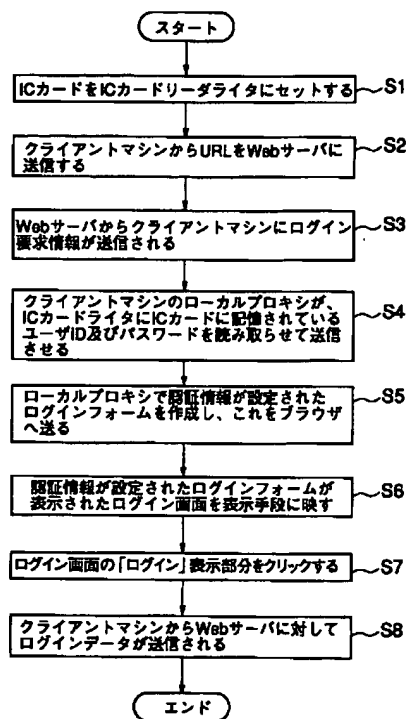 スタート
ICカードをICカードリーダライタにセットする
S1
クライアントマシンからURLをWebサーバに
送信する
S2
Webサーバからクライアントマシンにログイン
要求情報が送信される
S3
クライアントマシンのローカルプロキシが、
ICカードライタにICカードに記憶されている
ユーザID及びパスワードを読み取らせて送信
させる
S4
ローカルプロキシで認証情報が設定された
ログインフォームを作成し、これをブラウザ
へ送る
S5
認証情報が設定されたログインフォームが
表示されたログイン画面を表示手段に映す
S6
ログイン画面の「ログイン」表示部分をクリックする
S7
クライアントマシンからWebサーバに対して
ログインデータが送信される
S8
エンド